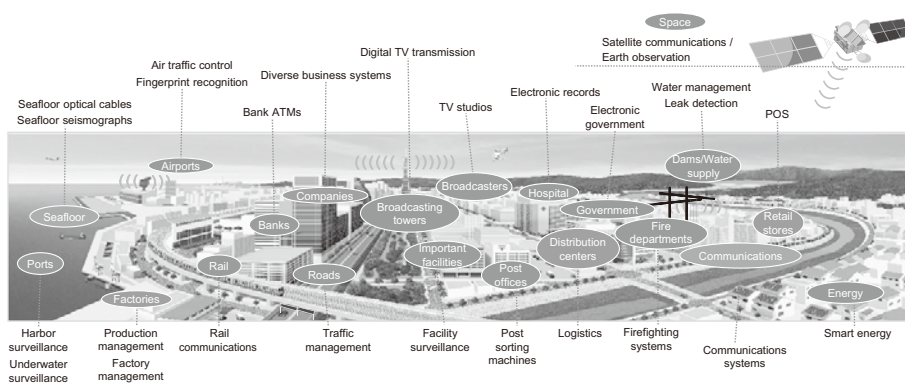 Space
Satellite communications /
Earth observation
Digital TV transmission
Air traffic control
Fingerprint recognition
Diverse business systems
Seafloor optical cables
Seafloor seismographs
Bank ATMs
TV studios
Electronic records
Electronic
government
Water management
Leak detection
POS
Airports
Dams/Water
supply
Companies
Broadcasters
Hospital
Seafloor
Banks
Broadcasting
towers
Government
Retail
stores
Fire
departments
Ports
Rail
Roads
Important
facilities
Post
offices
Distribution
centers
Communications
Factories
Energy
Harbor
surveillance
Underwater
surveillance
Production
management
Factory
management
Rail
communications
Traffic
management
Facility
surveillance
Post
sorting
machines
Logistics
Firefighting
systems
Communications
systems
Smart energy